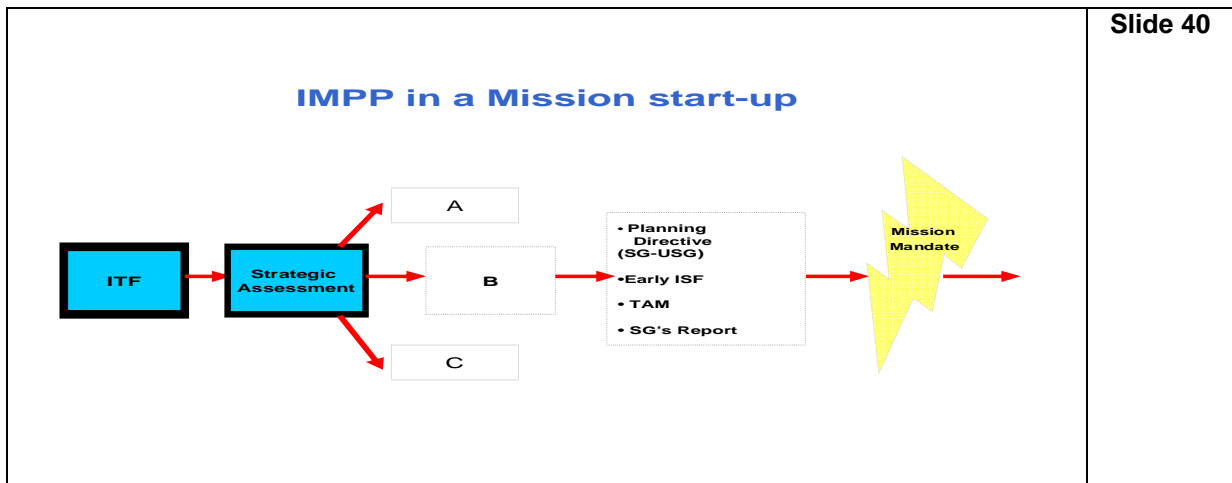 Slide 40
IMPP in a Mission start-up
ITF
Strategic
Assessment
A
B
C
• Planning
Directive
(SG-USG)
•Early ISF
• TAM
• SG's Report
Mission
Mandate